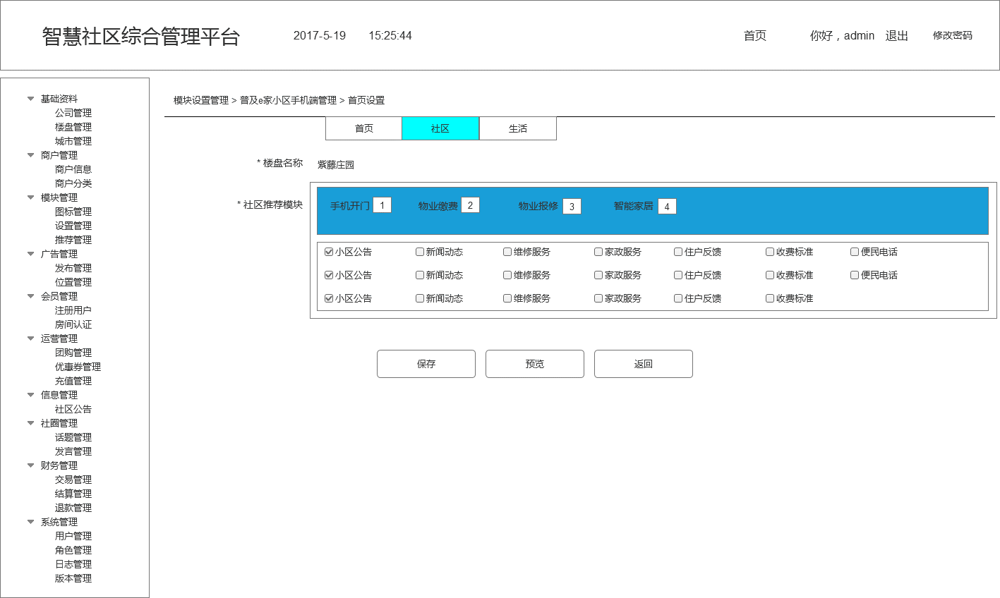 智慧社区综合管理平台 2017-5-19 15:25:44 首页 你好，admin 退出 修改密码
基础资料
公司管理
楼盘管理
城市管理
商户管理
商户信息
商户分类
模块管理
图标管理
设置管理
推荐管理
广告管理
发布管理
位置管理
会员管理
注册用户
房间认证
运营管理
团购管理
优惠券管理
充值管理
信息管理
社区公告
社圈管理
话题管理
发言管理
财务管理
交易管理
结算管理
退款管理
系统管理
用户管理
角色管理
日志管理
版本管理
模块设置管理 > 普及e家小区手机端管理 > 首页设置
首页 社区 生活
* 楼盘名称 紫藤庄园
* 社区推荐模块 手机开门 1 物业缴费 2 物业报修 3 智能家居 4
小区公告 新闻动态 维修服务 家政服务 住户反馈 收费标准 便民电话
小区公告 新闻动态 维修服务 家政服务 住户反馈 收费标准 便民电话
小区公告 新闻动态 维修服务 家政服务 住户反馈 收费标准
保存 预览 返回